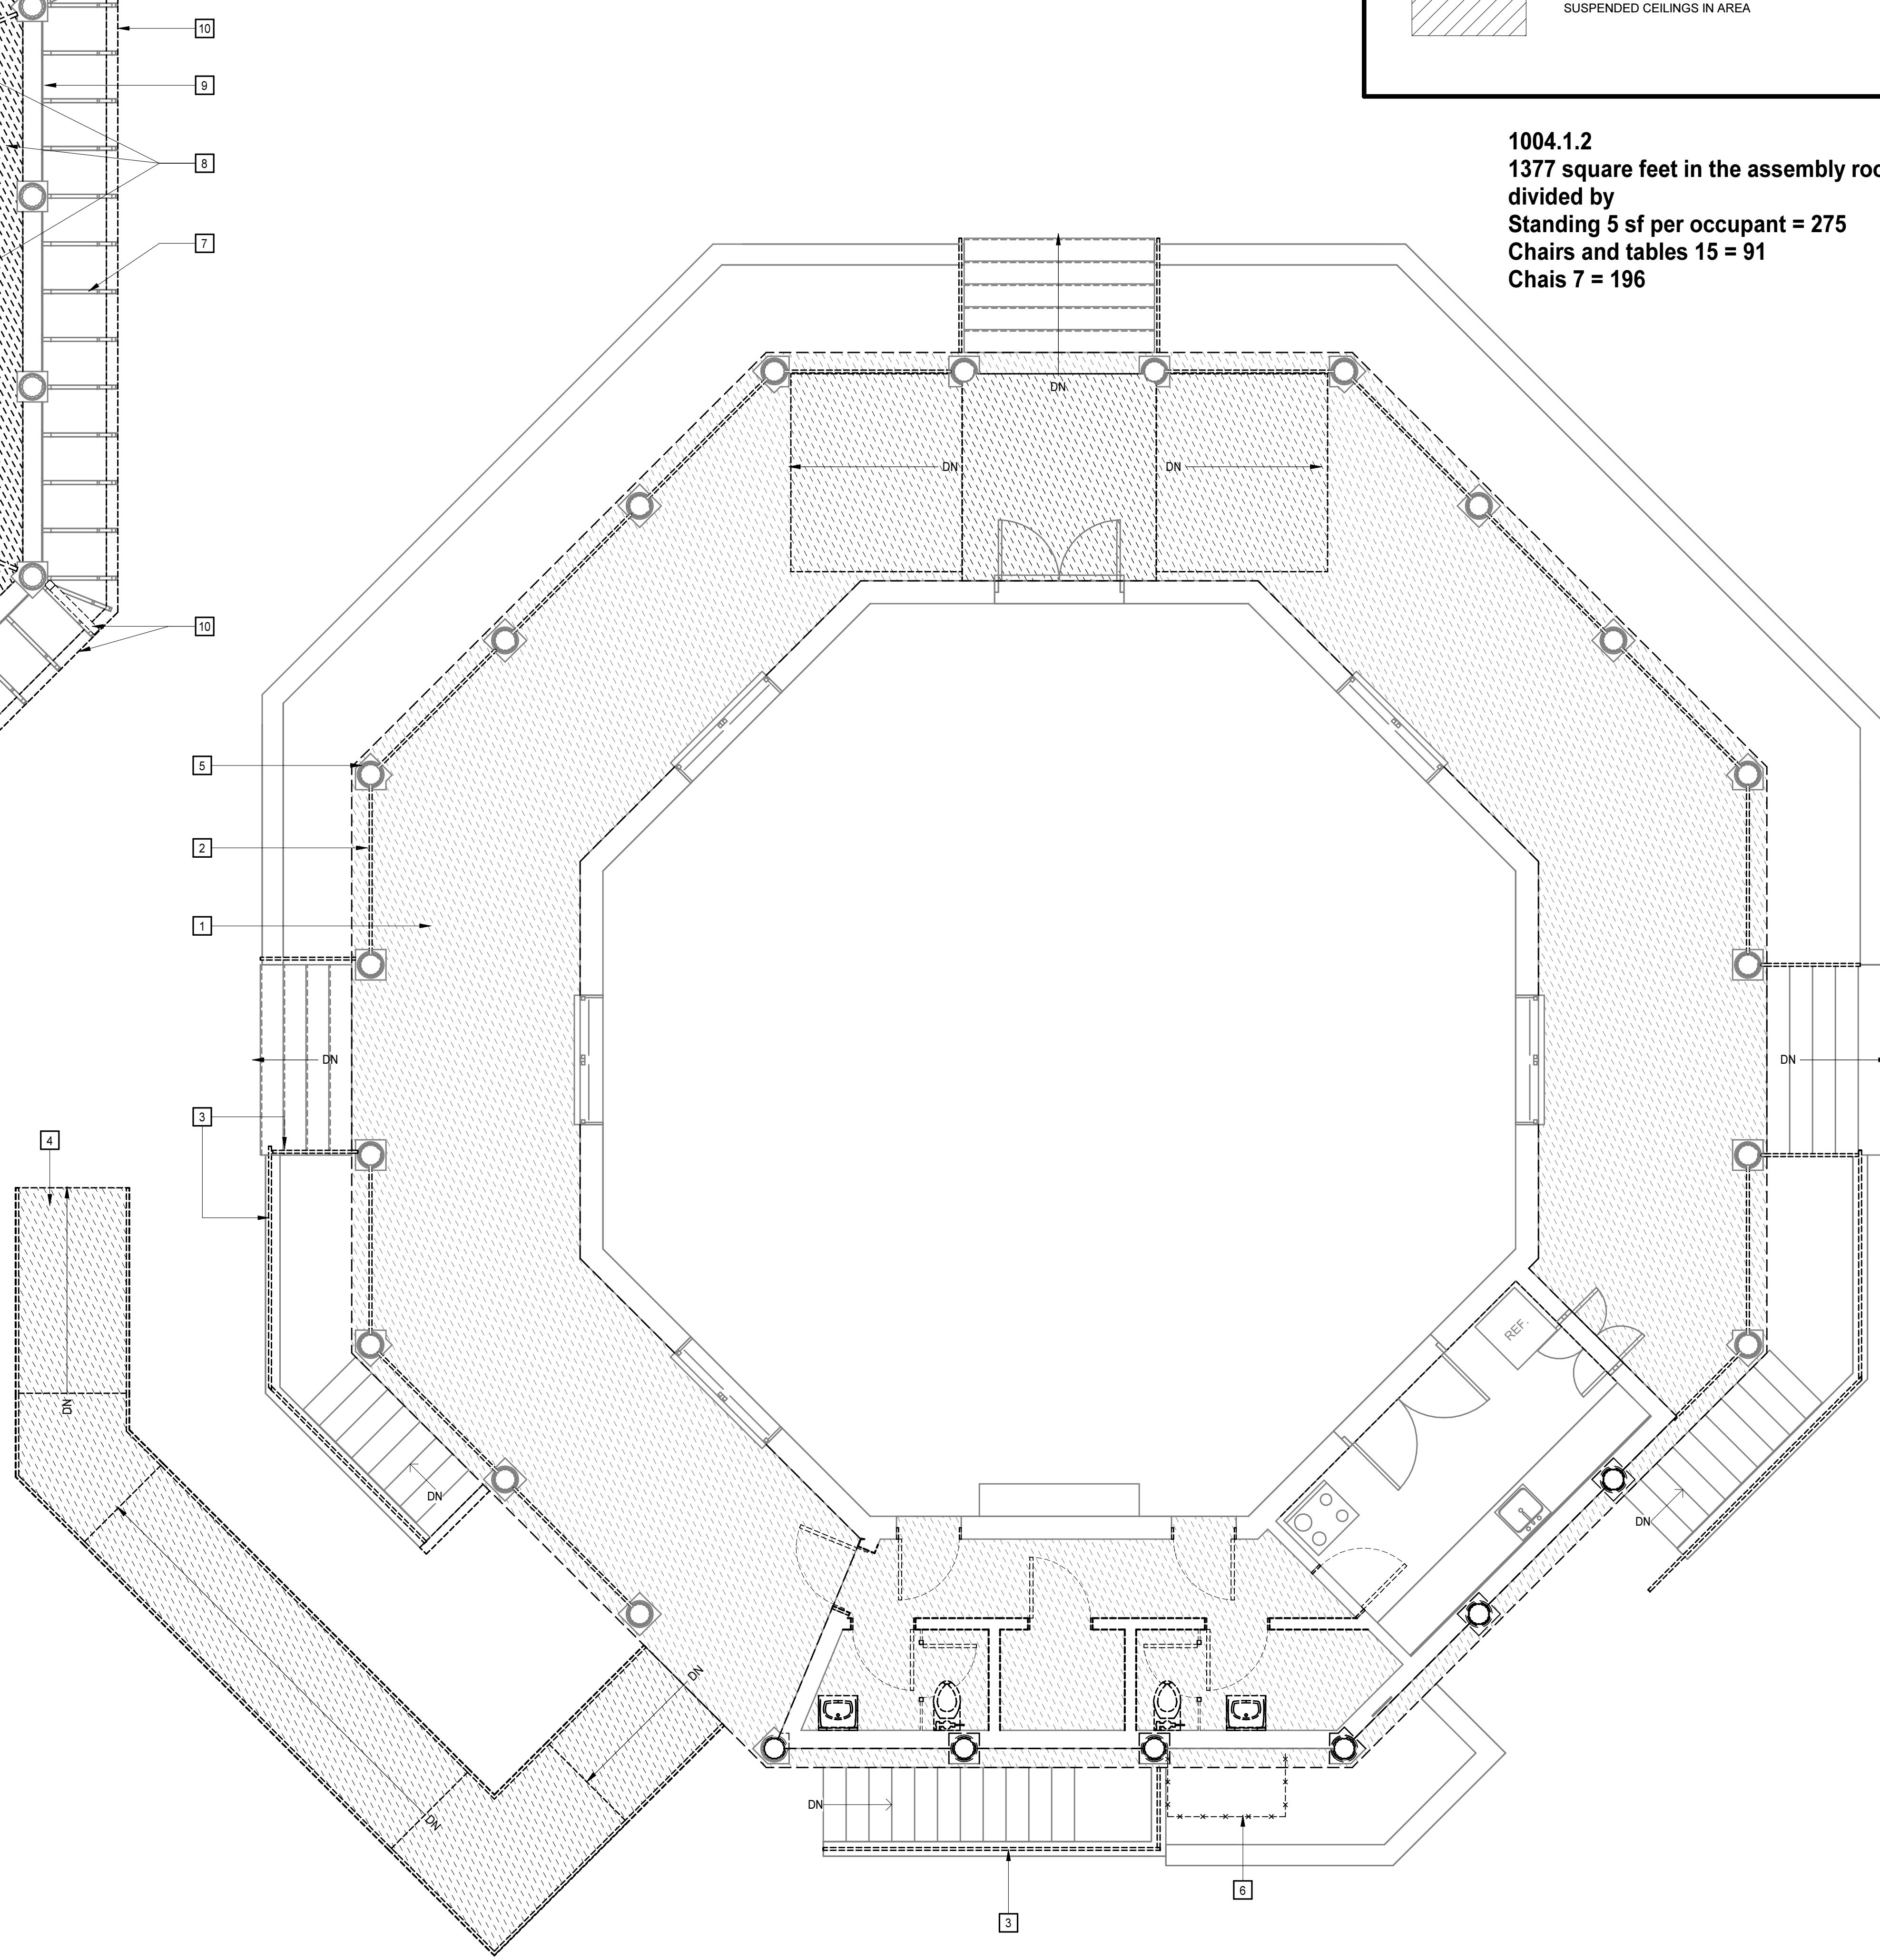 SUSPENDED CEILINGS IN AREA
10
9
8
7
10
1004.1.2
1377 square feet in the assembly roo
divided by
Standing 5 sf per occupant = 275
Chairs and tables 15 = 91
Chais 7 = 196
DN
DN
DN
5
2
1
DN
DN
3
4
REF.
DN
DN
DN
DN
DN
DN
6
3